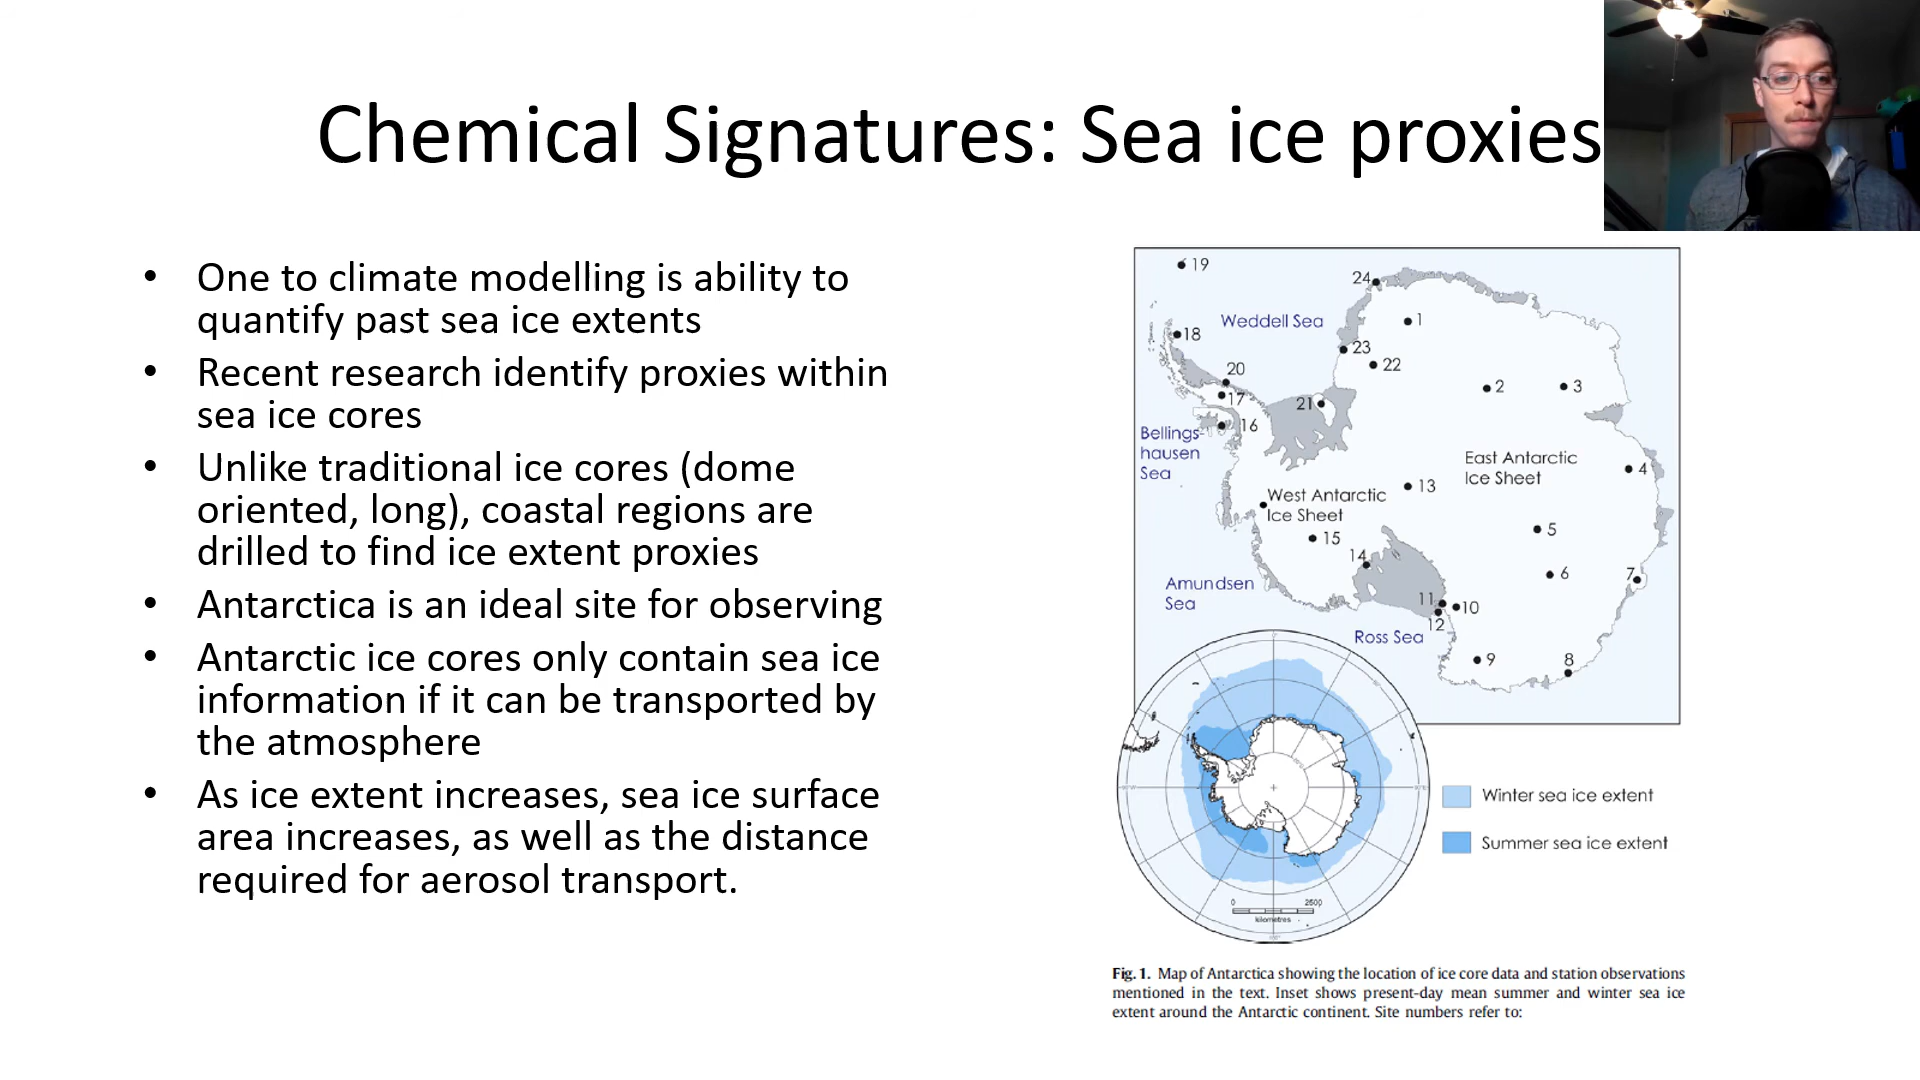 Chemical Signatures: Sea ice proxies
• One to climate modelling is ability to
quantify past sea ice extents
• Recent research identify proxies within
sea ice cores
• Unlike traditional ice cores (dome
oriented, long), coastal regions are
drilled to find ice extent proxies
• Antarctica is an ideal site for observing
• Antarctic ice cores only contain sea ice
information if it can be transported by
the atmosphere
• As ice extent increases, sea ice surface
area increases, as well as the distance
required for aerosol transport.
19
24
Weddell Sea
1
18
23
22
20
2
3
17
21
16
Bellings-
hausen
Sea
East Antarctic
Ice Sheet
4
13
West Antarctic
Ice Sheet
5
15
14
6
7
Amundsen
Sea
11
10
12
Ross Sea
9
8
0 2500
kilometres
Winter sea ice extent
Summer sea ice extent
Fig. 1. Map of Antarctica showing the location of ice core data and station observations
mentioned in the text. Inset shows present-day mean summer and winter sea ice
extent around the Antarctic continent. Site numbers refer to: